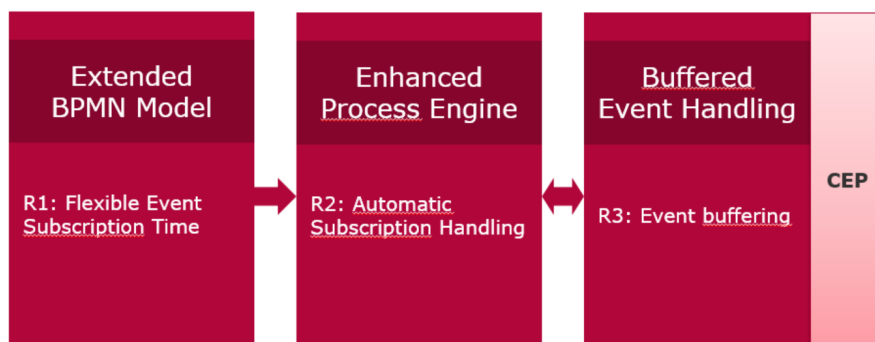 Extended
BPMN Model
R1: Flexible Event
Subscription Time
Enhanced
Process Engine
R2: Automatic
Subscription Handling
Buffered
Event Handling
R3: Event buffering
CEP